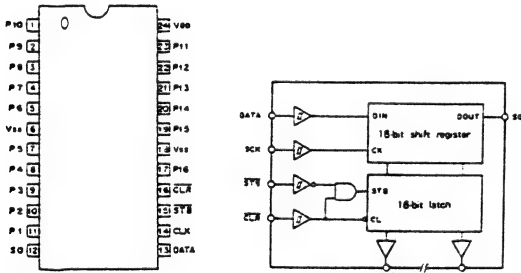 P10 1 24 VDD
P9 2 23 P11
P8 3 22 P12
P7 4 21 P13
P6 5 20 P14
Vss 6 19 P15
P5 7 18 Vss
P4 8 17 P16
P3 9 16 CLR
P2 10 15 STB
P1 11 14 CLK
SO 12 13 DATA
DATA DIN DOUT SO
16-bit shift register
SCK CK
STB STB
16-bit latch
CLR CL